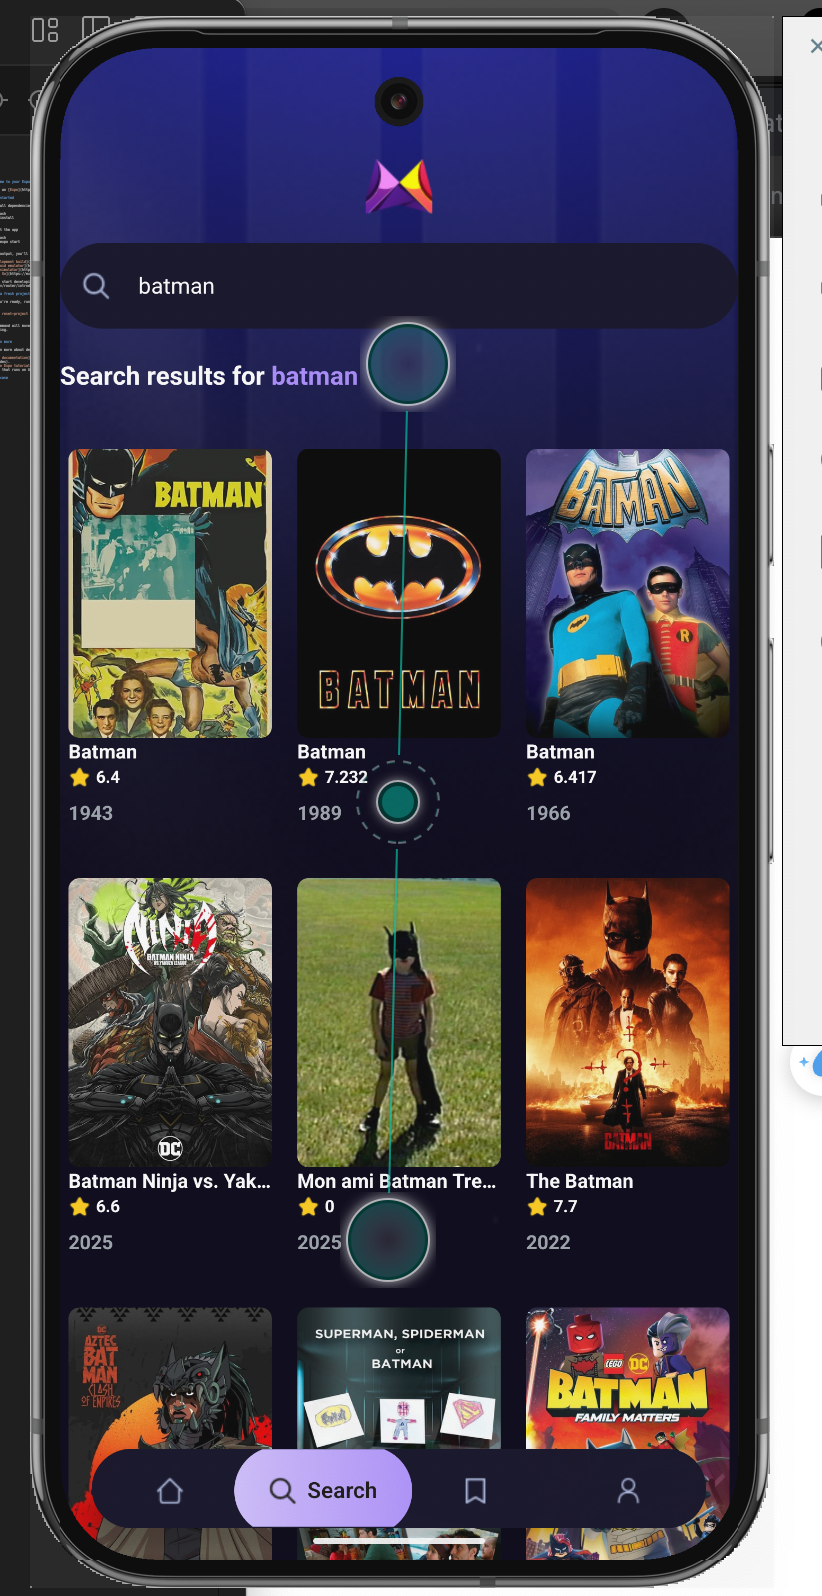 batman
Search results for batman
BATMAN
BATMAN
BATMAN
R
Batman
6.4
1943
Batman
7.232
1989
Batman
6.417
1966
NINJA
BATMAN NINJA
DC
BATMAN
Batman Ninja vs. Yak...
6.6
2025
Mon ami Batman Tre...
0
2025
The Batman
7.7
2022
DC
AZTEC
BAT
MAN
CLASH
OF EMPIRES
SUPERMAN, SPIDERMAN
or
BATMAN
LEGO DC
BATMAN
FAMILY MATTERS
Search